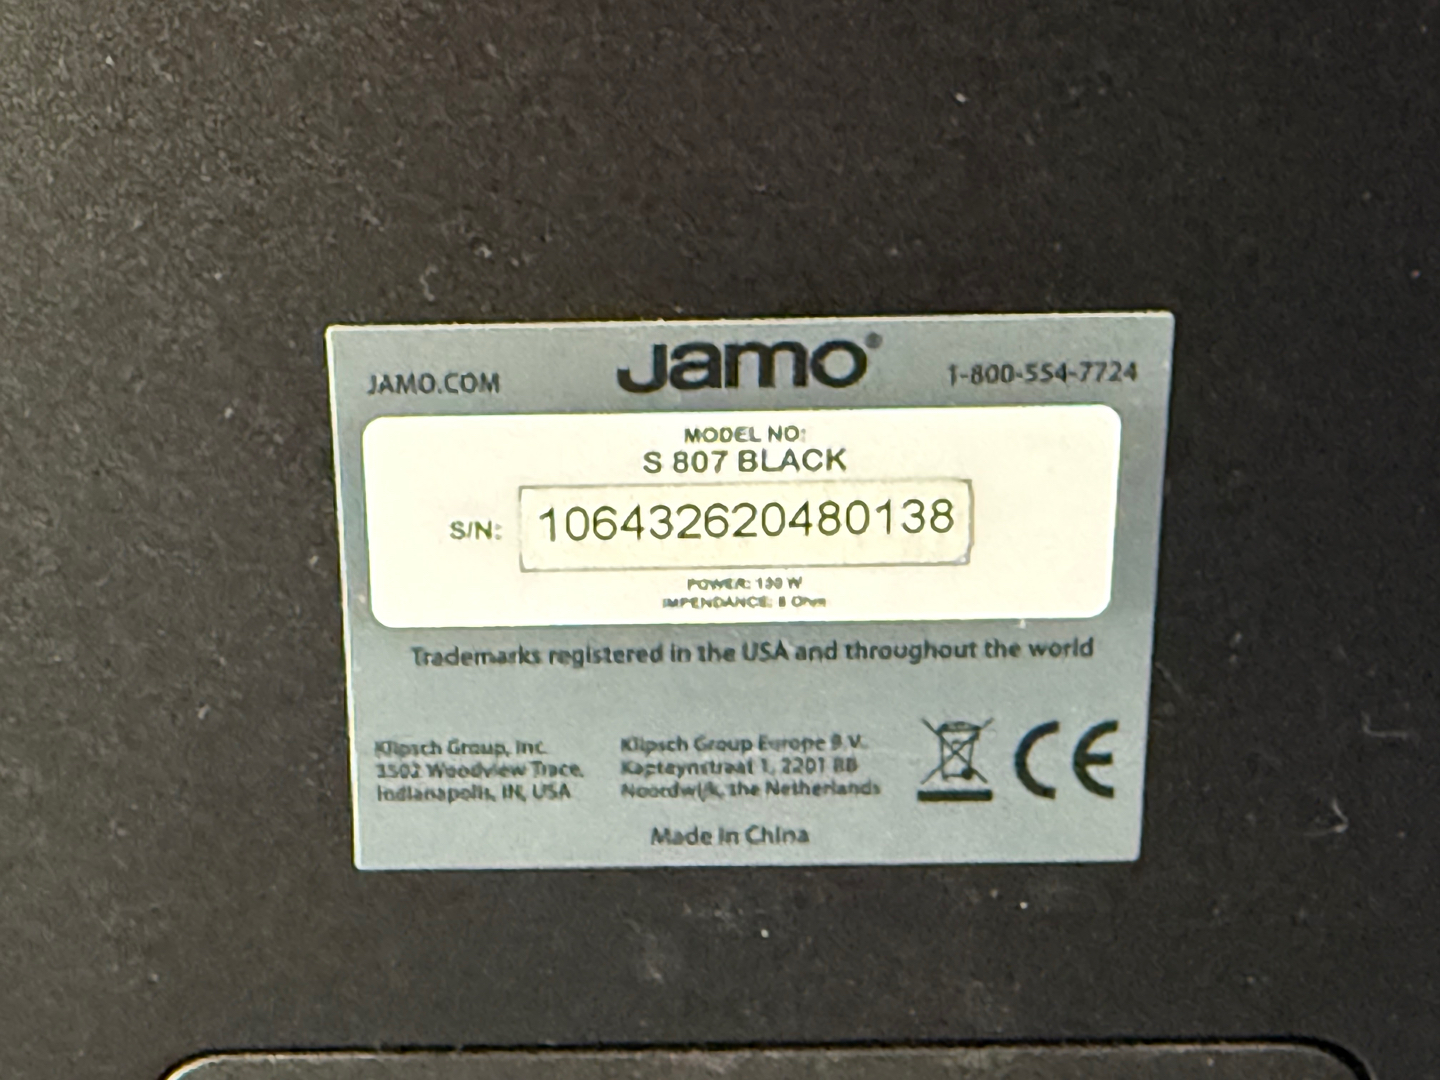 JAMO.COM
Jamo®
1-800-554-7724
MODEL NO:
S 807 BLACK
S/N: 106432620480138
POWER: W
IMPENDANCE: 8 Ohm
Trademarks registered in the USA and throughout the world
Klipsch Group, Inc.
3502 Woodview Trace,
Indianapolis, IN, USA
Klipsch Group Europe B.V.
Kapteynstraat 1, 2201 BB
Noordwijk, the Netherlands
CE
Made in China